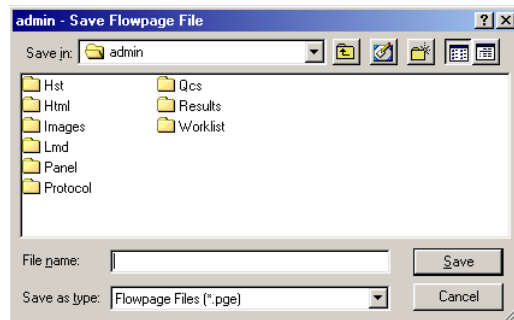 admin - Save Flowpage File
Save in: admin
Hst
Html
Images
Lmd
Panel
Protocol
Qcs
Results
Worklist
File name:
Save
Save as type: Flowpage Files (*.pge)
Cancel